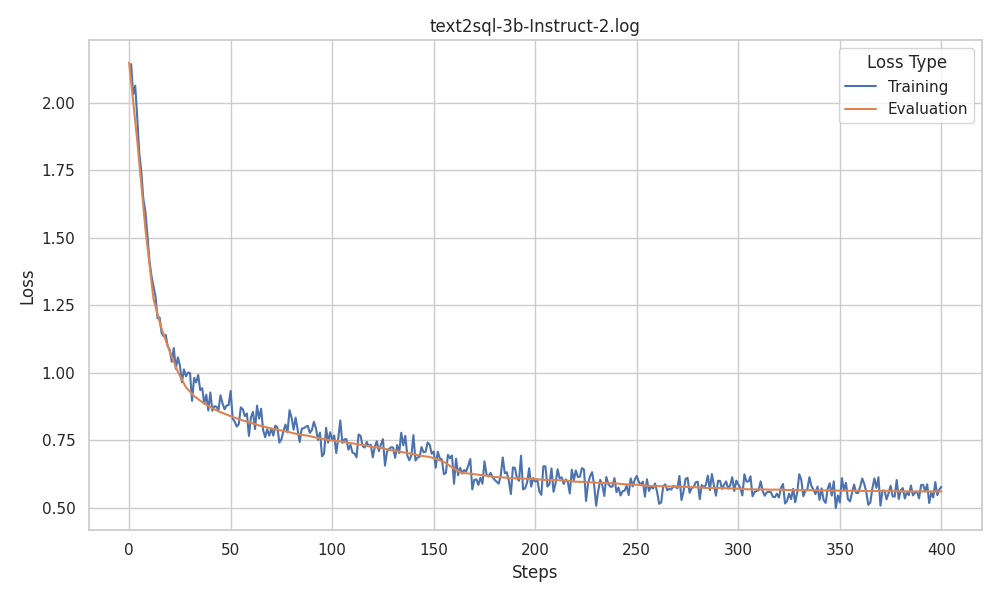 text2sql-3b-Instruct-2.log
Loss Type
Training
Evaluation
2.00
1.75
1.50
1.25
1.00
0.75
0.50
Loss
0 50 100 150 200 250 300 350 400
Steps